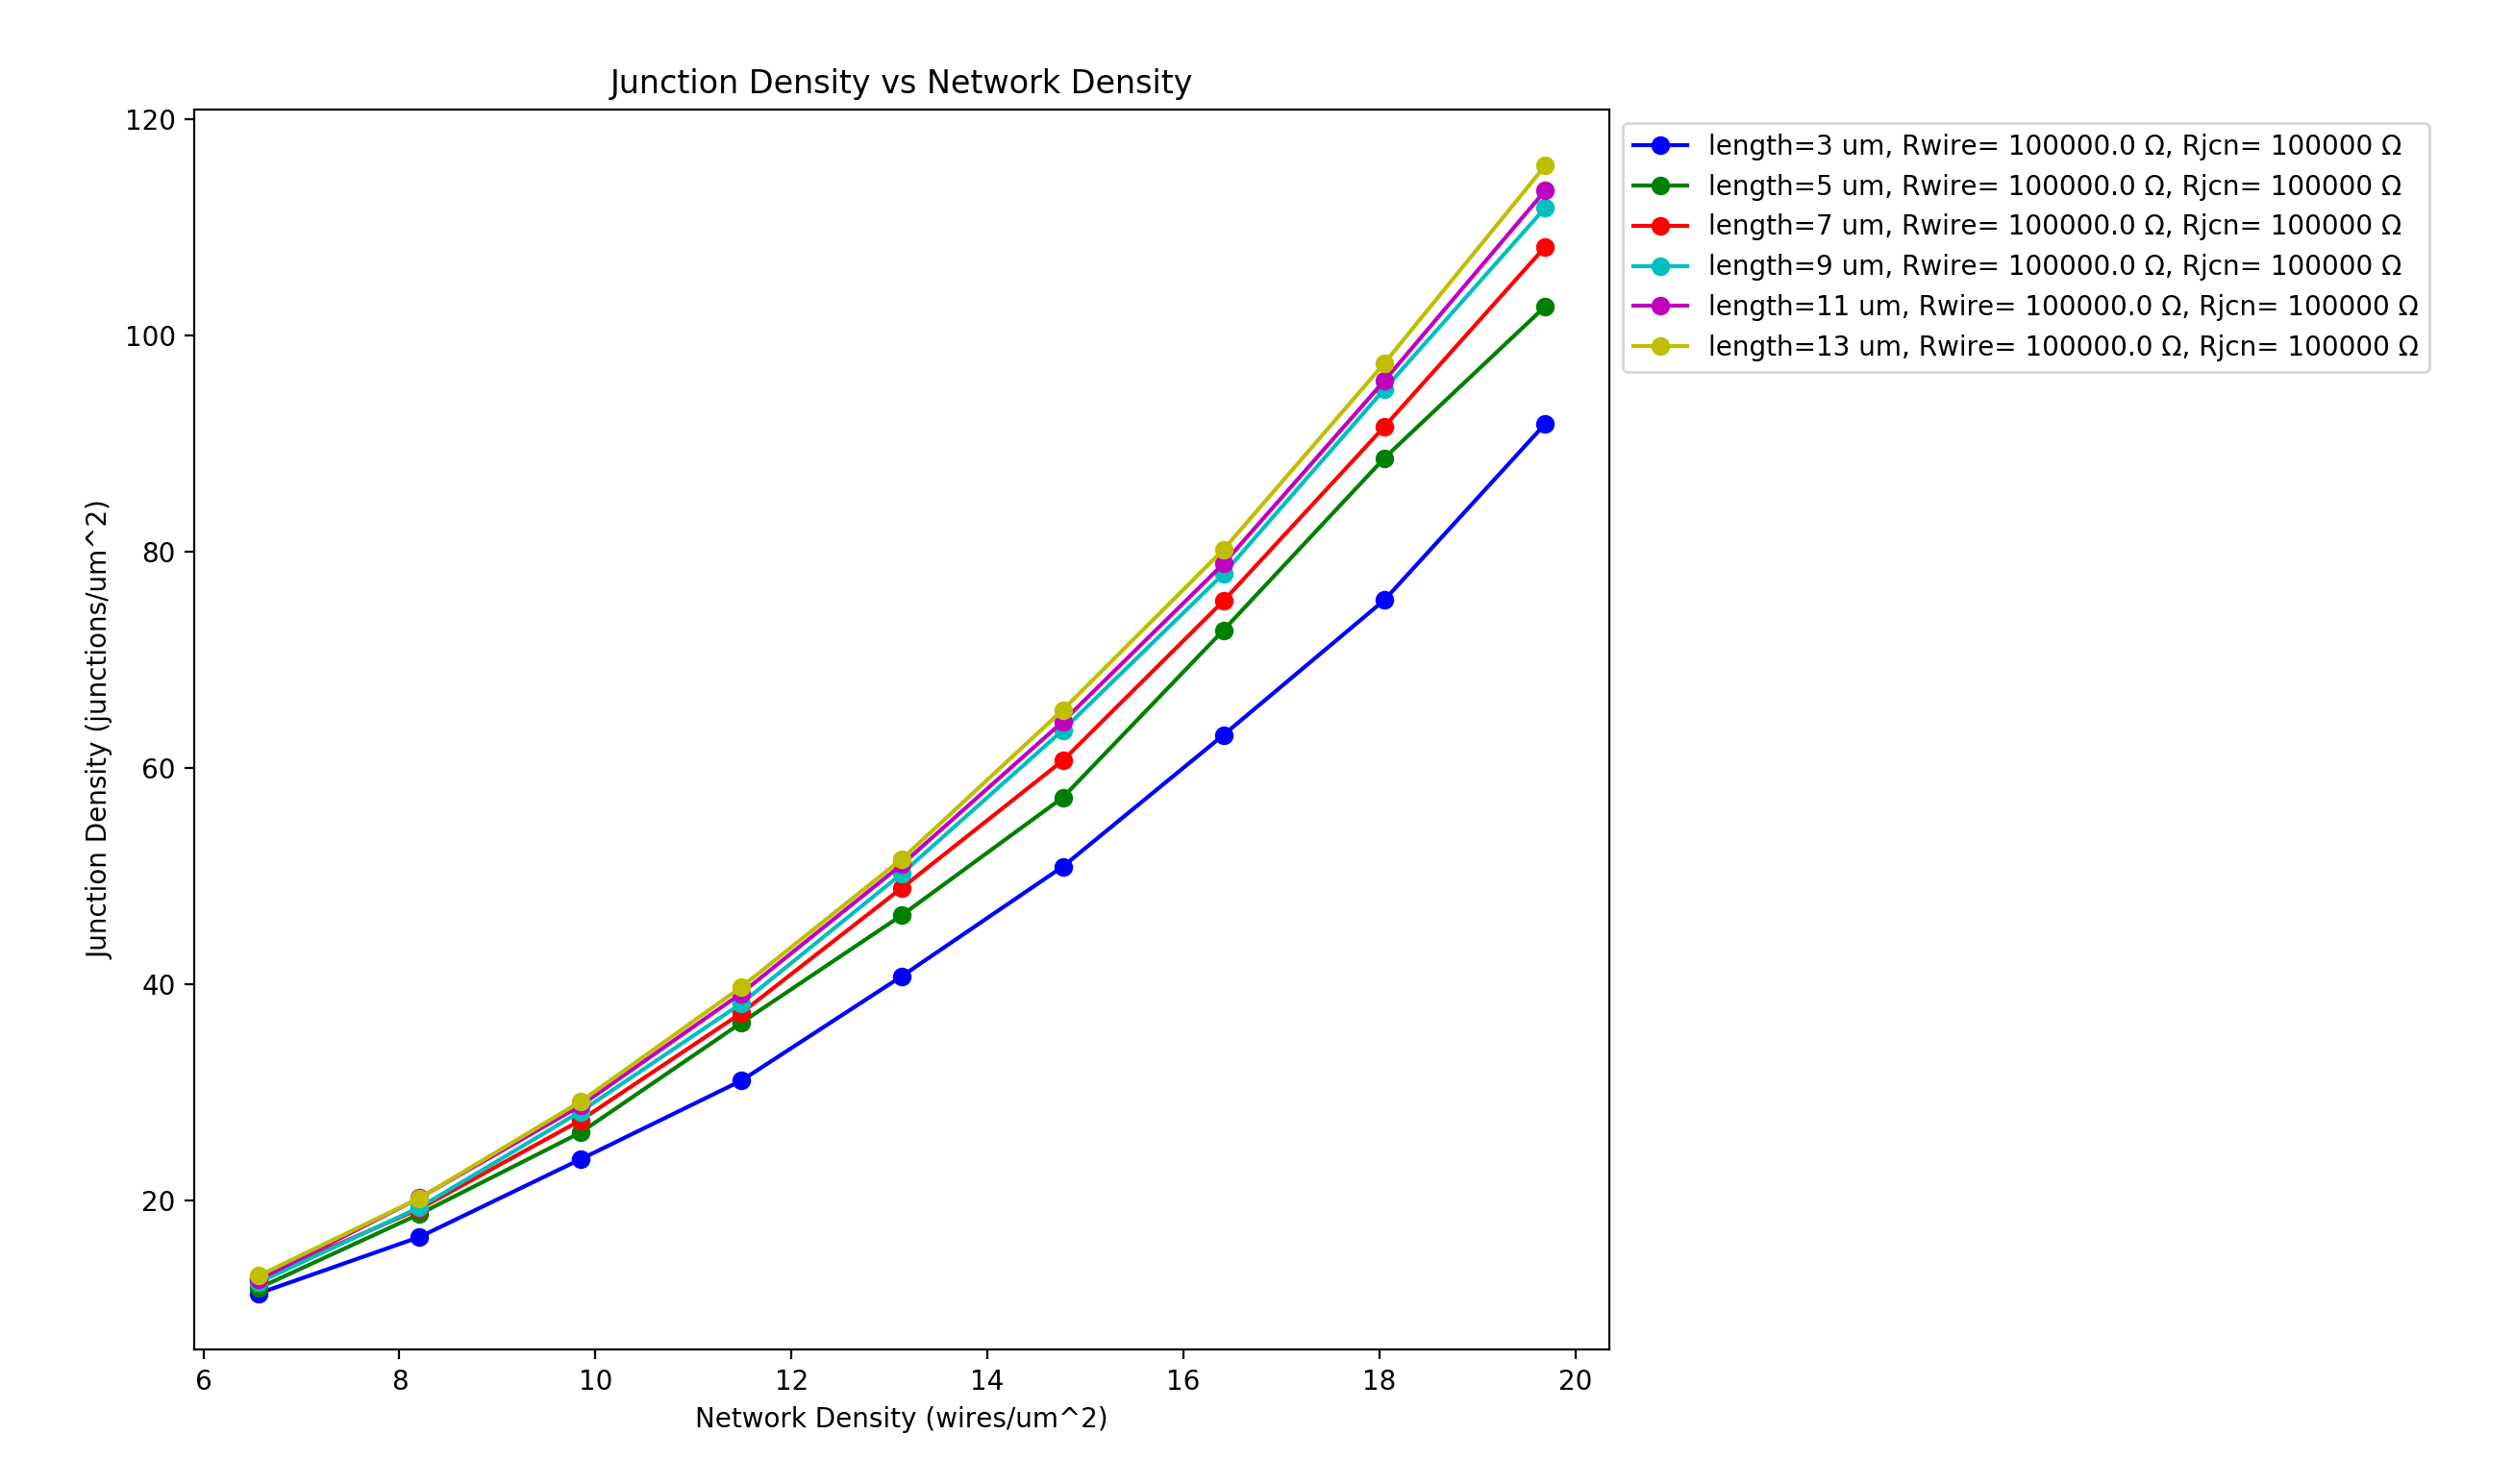 Junction Density vs Network Density
120
100
80
60
40
20
Junction Density (junctions/um^2)
6 8 10 12 14 16 18 20
Network Density (wires/um^2)
length=3 um, Rwire= 100000.0 Ω, Rjcn= 100000 Ω
length=5 um, Rwire= 100000.0 Ω, Rjcn= 100000 Ω
length=7 um, Rwire= 100000.0 Ω, Rjcn= 100000 Ω
length=9 um, Rwire= 100000.0 Ω, Rjcn= 100000 Ω
length=11 um, Rwire= 100000.0 Ω, Rjcn= 100000 Ω
length=13 um, Rwire= 100000.0 Ω, Rjcn= 100000 Ω